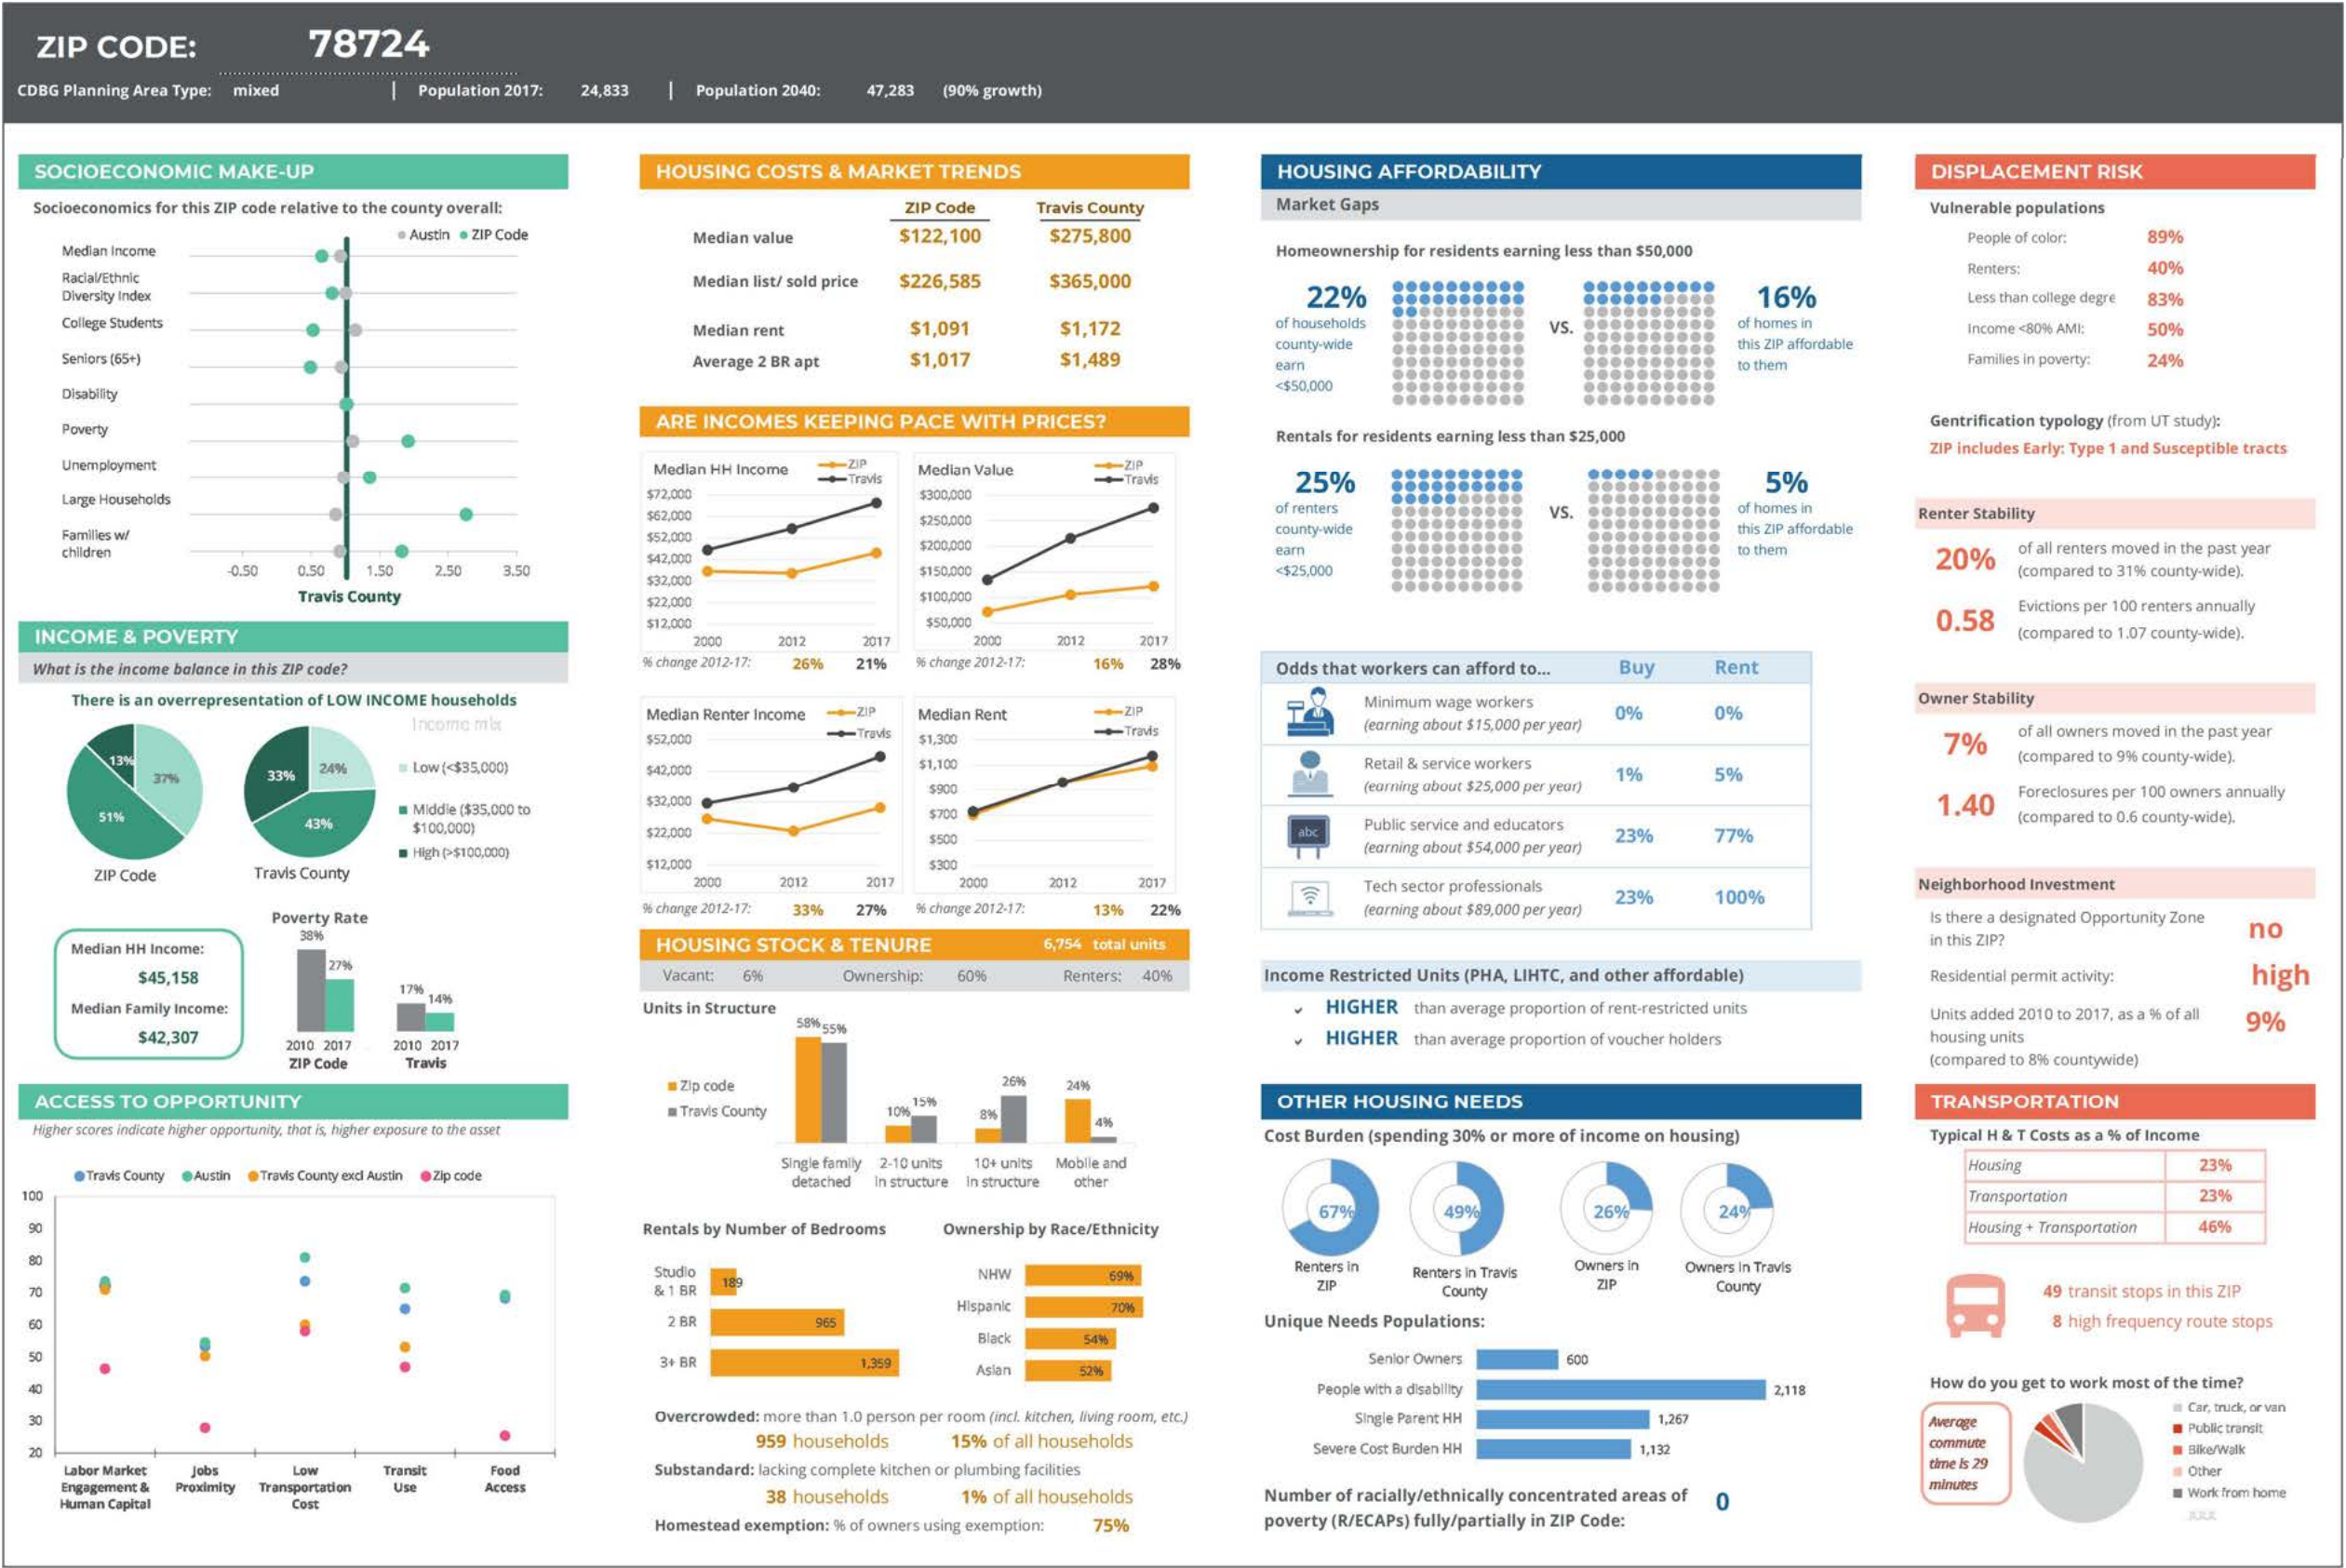 ZIP CODE: 78724
CDBG Planning Area Type: mixed | Population 2017: 24,833 | Population 2040: 47,283 (90% growth)
SOCIOECONOMIC MAKE-UP
Socioeconomics for this ZIP code relative to the county overall:
Austin ZIP Code
Median Income
Racial/Ethnic
Diversity Index
College Students
Seniors (65+)
Disability
Poverty
Unemployment
Large Households
Families w/
children
-0.50 0.50 1.50 2.50 3.50
Travis County
INCOME & POVERTY
What is the income balance in this ZIP code?
There is an overrepresentation of LOW INCOME households
Income mix
13% 37% 51%
ZIP Code
33% 24% 43%
Travis County
Low (<$35,000)
Middle ($35,000 to
$100,000)
High (>$100,000)
Median HH Income:
$45,158
Median Family Income:
$42,307
Poverty Rate
38% 27% 17% 14%
2010 2017 2010 2017
ZIP Code Travis
ACCESS TO OPPORTUNITY
Higher scores indicate higher opportunity, that is, higher exposure to the asset
Travis County Austin Travis County excl Austin Zip code
100
90
80
70
60
50
40
30
20
Labor Market
Engagement &
Human Capital
Jobs
Proximity
Low
Transportation
Cost
Transit
Use
Food
Access
HOUSING COSTS & MARKET TRENDS
ZIP Code Travis County
Median value $122,100 $275,800
Median list/ sold price $226,585 $365,000
Median rent $1,091 $1,172
Average 2 BR apt $1,017 $1,489
ARE INCOMES KEEPING PACE WITH PRICES?
Median HH Income ZIP
Travis
$72,000
$62,000
$52,000
$42,000
$32,000
$22,000
$12,000
2000 2012 2017
% change 2012-17: 26% 21%
Median Value ZIP
Travis
$300,000
$250,000
$200,000
$150,000
$100,000
$50,000
2000 2012 2017
% change 2012-17: 16% 28%
Median Renter Income ZIP
Travis
$52,000
$42,000
$32,000
$22,000
$12,000
2000 2012 2017
% change 2012-17: 33% 27%
Median Rent ZIP
Travis
$1,300
$1,100
$900
$700
$500
$300
2000 2012 2017
% change 2012-17: 13% 22%
HOUSING STOCK & TENURE 6,754 total units
Vacant: 6% Ownership: 60% Renters: 40%
Units in Structure
Zip code
Travis County
58% 55% 10% 15% 8% 26% 24% 4%
Single family
detached
2-10 units
in structure
10+ units
in structure
Mobile and
other
Rentals by Number of Bedrooms
Studio
& 1 BR
189
2 BR 965
3+ BR 1,359
Ownership by Race/Ethnicity
NHW 69%
Hispanic 70%
Black 54%
Asian 52%
Overcrowded: more than 1.0 person per room (incl. kitchen, living room, etc.)
959 households 15% of all households
Substandard: lacking complete kitchen or plumbing facilities
38 households 1% of all households
Homestead exemption: % of owners using exemption: 75%
HOUSING AFFORDABILITY
Market Gaps
Homeownership for residents earning less than $50,000
22%
of households
county-wide
earn
<$50,000
VS.
16%
of homes in
this ZIP affordable
to them
Rentals for residents earning less than $25,000
25%
of renters
county-wide
earn
<$25,000
VS.
5%
of homes in
this ZIP affordable
to them
Odds that workers can afford to... Buy Rent
Minimum wage workers
(earning about $15,000 per year) 0% 0%
Retail & service workers
(earning about $25,000 per year) 1% 5%
abc
Public service and educators
(earning about $54,000 per year) 23% 77%
Tech sector professionals
(earning about $89,000 per year) 23% 100%
Income Restricted Units (PHA, LIHTC, and other affordable)
HIGHER than average proportion of rent-restricted units
HIGHER than average proportion of voucher holders
OTHER HOUSING NEEDS
Cost Burden (spending 30% or more of income on housing)
67% 49% 26% 24%
Renters in
ZIP
Renters in Travis
County
Owners in
ZIP
Owners in Travis
County
Unique Needs Populations:
Senior Owners 600
People with a disability 2,118
Single Parent HH 1,267
Severe Cost Burden HH 1,132
Number of racially/ethnically concentrated areas of 0
poverty (R/ECAPs) fully/partially in ZIP Code:
DISPLACEMENT RISK
Vulnerable populations
People of color: 89%
Renters: 40%
Less than college degre 83%
Income <80% AMI: 50%
Families in poverty: 24%
Gentrification typology (from UT study):
ZIP includes Early: Type 1 and Susceptible tracts
Renter Stability
20% of all renters moved in the past year
(compared to 31% county-wide).
0.58 Evictions per 100 renters annually
(compared to 1.07 county-wide).
Owner Stability
7% of all owners moved in the past year
(compared to 9% county-wide).
1.40 Foreclosures per 100 owners annually
(compared to 0.6 county-wide).
Neighborhood Investment
Is there a designated Opportunity Zone
in this ZIP? no
Residential permit activity: high
Units added 2010 to 2017, as a % of all
housing units 9%
(compared to 8% countywide)
TRANSPORTATION
Typical H & T Costs as a % of Income
Housing 23%
Transportation 23%
Housing + Transportation 46%
49 transit stops in this ZIP
8 high frequency route stops
How do you get to work most of the time?
Average
commute
time is 29
minutes
Car, truck, or van
Public transit
Bike/Walk
Other
Work from home